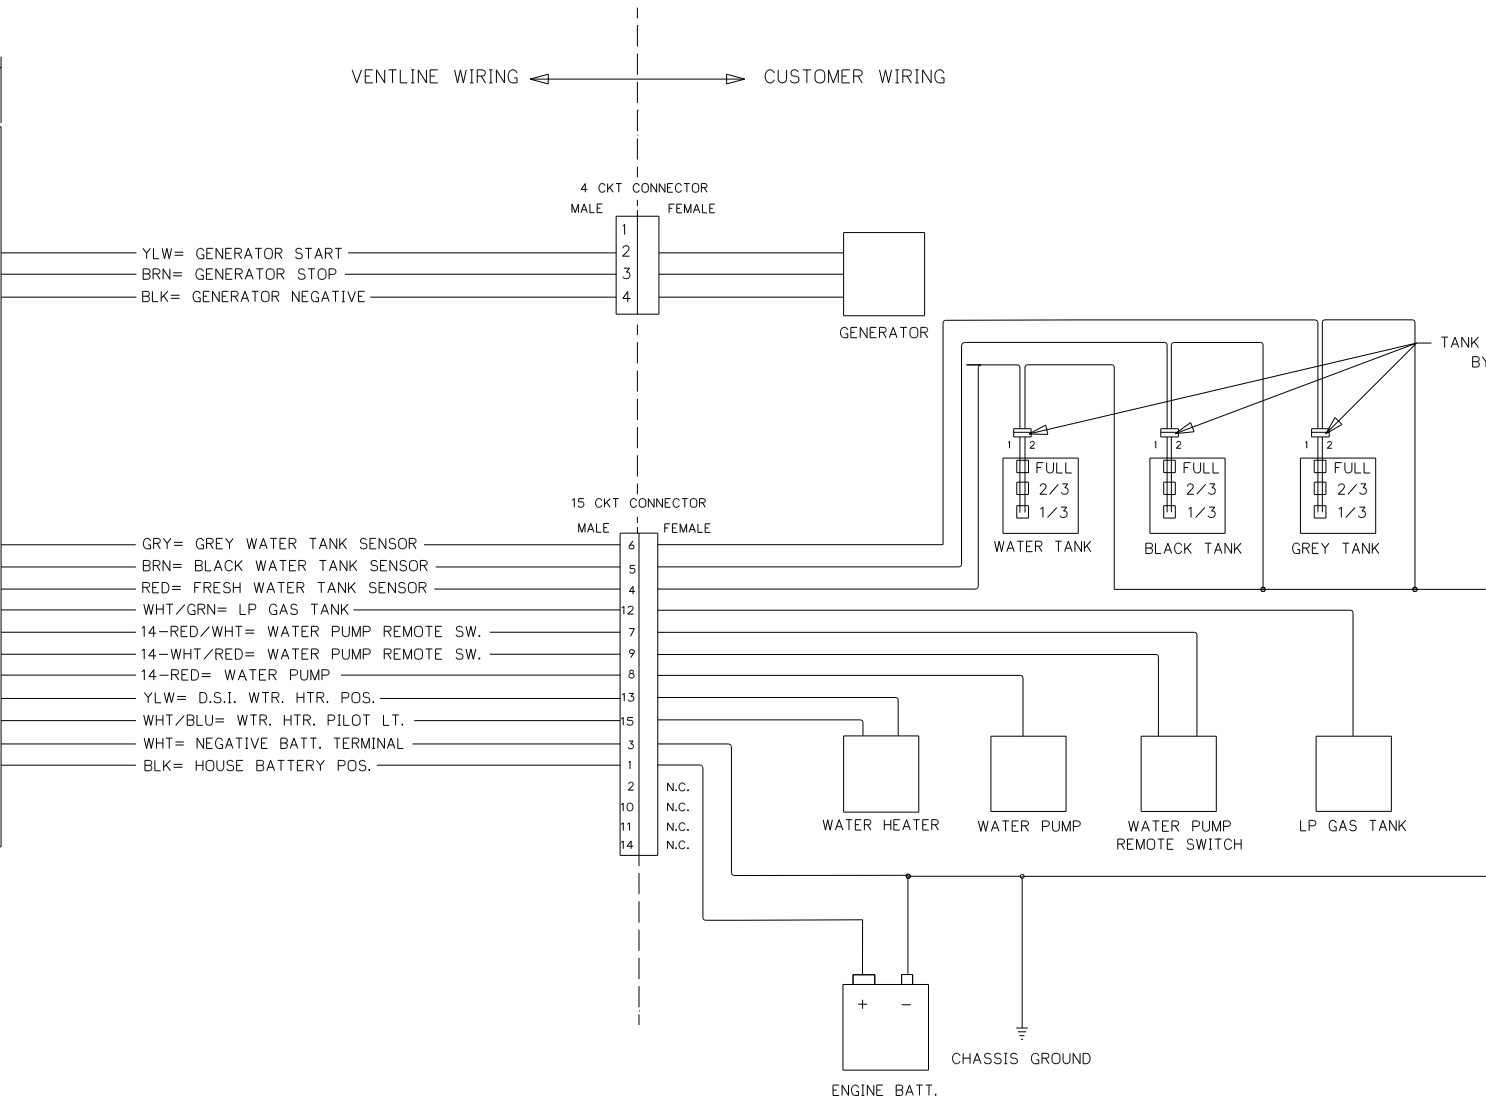 VENTLINE WIRING
CUSTOMER WIRING
4 CKT CONNECTOR
MALE FEMALE
1
YLW= GENERATOR START 2
BRN= GENERATOR STOP 3
BLK= GENERATOR NEGATIVE 4
GENERATOR
TANK
BY
1 2
1 2
1 2
FULL
2/3
1/3
WATER TANK
FULL
2/3
1/3
BLACK TANK
FULL
2/3
1/3
GREY TANK
15 CKT CONNECTOR
MALE FEMALE
GRY= GREY WATER TANK SENSOR 6
BRN= BLACK WATER TANK SENSOR 5
RED= FRESH WATER TANK SENSOR 4
WHT/GRN= LP GAS TANK 12
14-RED/WHT= WATER PUMP REMOTE SW. 7
14-WHT/RED= WATER PUMP REMOTE SW. 9
14-RED= WATER PUMP 8
YLW= D.S.I. WTR. HTR. POS. 13
WHT/BLU= WTR. HTR. PILOT LT. 15
WHT= NEGATIVE BATT. TERMINAL 3
BLK= HOUSE BATTERY POS. 1
2 N.C.
10 N.C.
11 N.C.
14 N.C.
WATER HEATER
WATER PUMP
WATER PUMP
REMOTE SWITCH
LP GAS TANK
+ −
ENGINE BATT.
CHASSIS GROUND